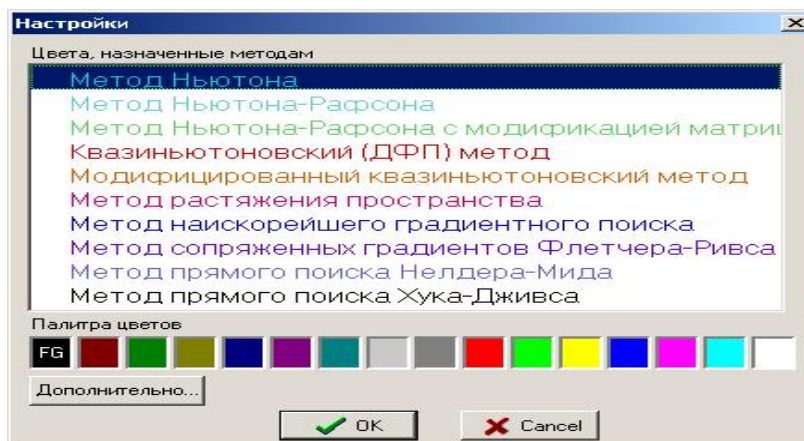 Настройки
Цвета, назначенные методам
Метод Ньютона
Метод Ньютона-Рафсона
Метод Ньютона-Рафсона с модификацией матриц
Квазиньютоновский (ДФП) метод
Модифицированный квазиньютоновский метод
Метод растяжения пространства
Метод наискорейшего градиентного поиска
Метод сопряженных градиентов Флетчера-Ривса
Метод прямого поиска Нелдера-Мида
Метод прямого поиска Хука-Дживса
Палитра цветов
FG
Дополнительно...
OK Cancel